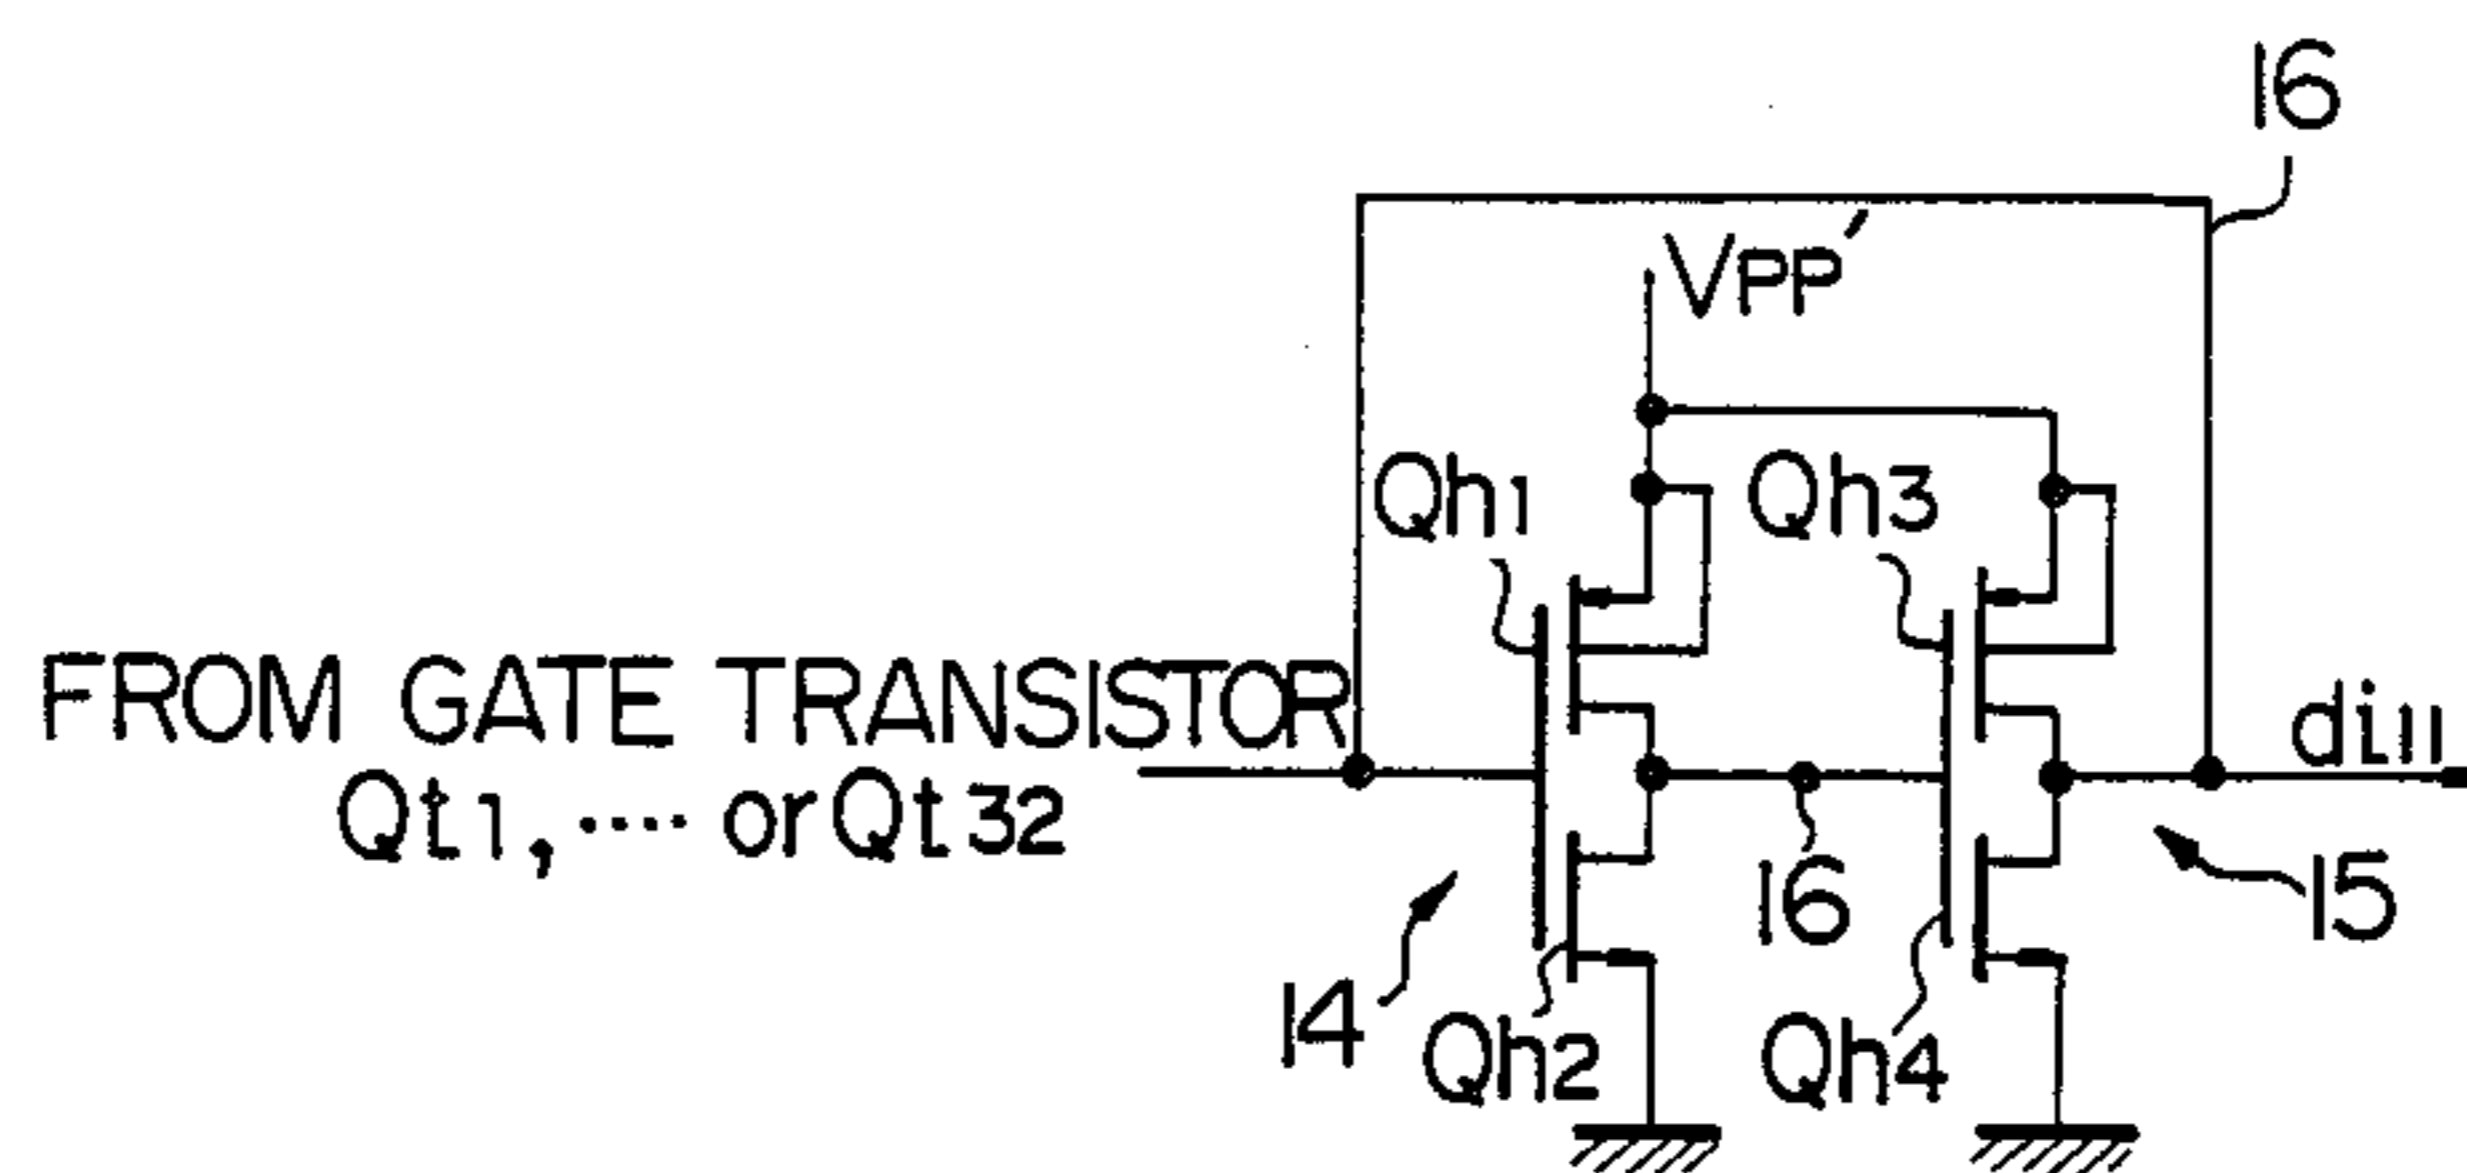 16
VPP′
Qh1
Qh3
FROM GATE TRANSISTOR
Qt1, ···· or Qt32
di11
16
15
14
Qh2
Qh4